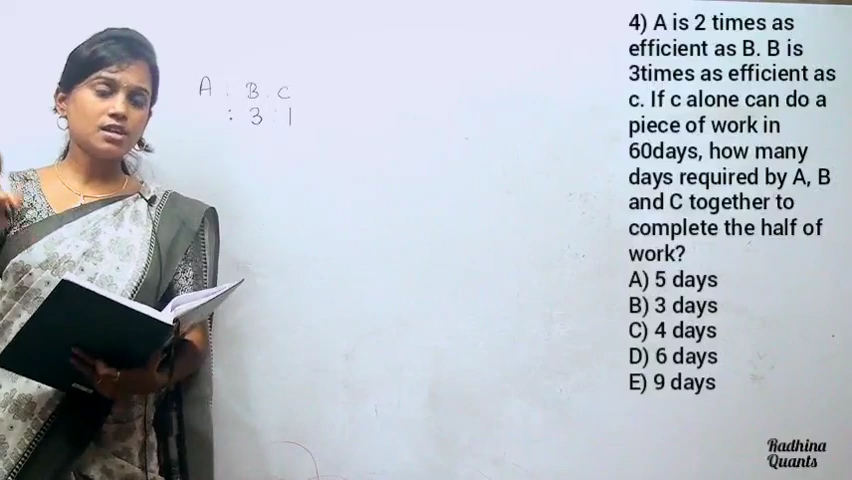 A : B : C
: 3 : 1
4) A is 2 times as
efficient as B. B is
3times as efficient as
c. If c alone can do a
piece of work in
60days, how many
days required by A, B
and C together to
complete the half of
work?
A) 5 days
B) 3 days
C) 4 days
D) 6 days
E) 9 days
Radhina
Quants